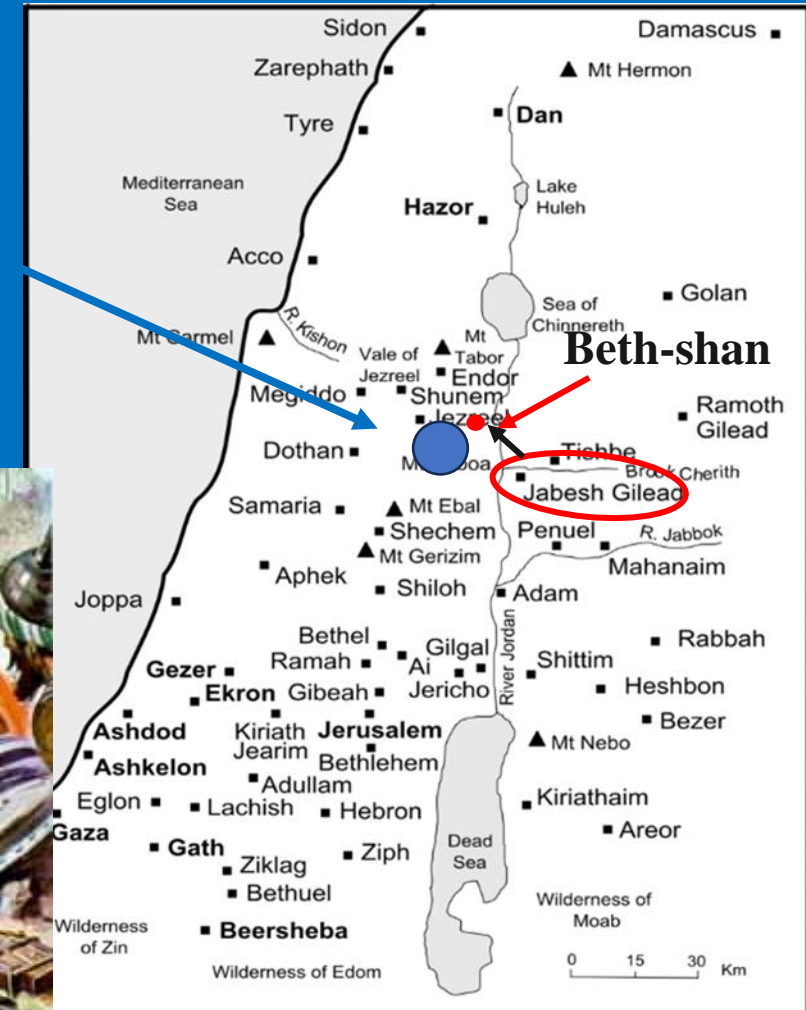 Sidon
Damascus
Zarephath
Mt Hermon
Dan
Tyre
Mediterranean
Sea
Lake
Huleh
Hazor
Acco
Golan
Sea of
Chinnereth
R. Kishon
Mt Carmel
Mt
Tabor
Vale of
Jezreel
Beth-shan
Endor
Megiddo
Shunem
Jezreel
Ramoth
Gilead
Dothan
Tishbe
Brook Cherith
Jabesh Gilead
Samaria
Mt Ebal
Shechem
Penuel
R. Jabbok
Mt Gerizim
Mahanaim
Aphek
Shiloh
Adam
Joppa
Bethel
Gilgal
Rabbah
Ramah
Ai
Shittim
Gezer
Jericho
River Jordan
Heshbon
Ekron
Gibeah
Bezer
Ashdod
Kiriath
Jearim
Jerusalem
Mt Nebo
Ashkelon
Bethlehem
Adullam
Eglon
Lachish
Hebron
Kiriathaim
Gaza
Areor
Dead
Sea
Gath
Ziph
Ziklag
Bethuel
Wilderness of
Moab
Wilderness
of Zin
Beersheba
Wilderness of Edom
0 15 30
Km